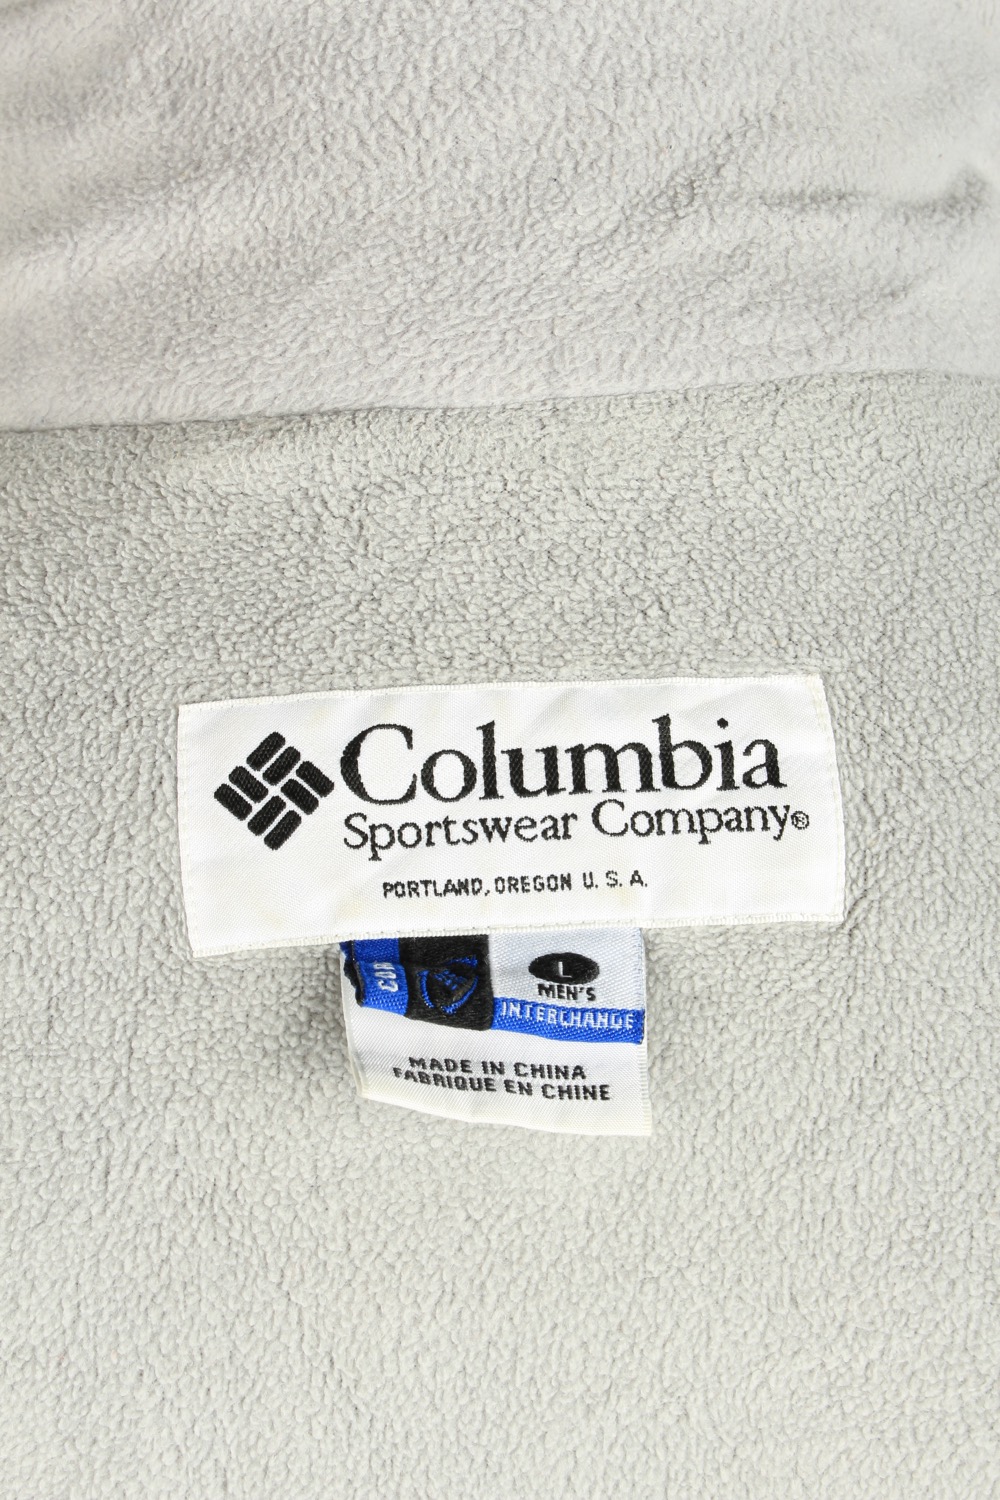 Columbia
Sportswear Company®
PORTLAND, OREGON U. S. A.
L
MEN'S
INTERCHANGE
MADE IN CHINA
FABRIQUE EN CHINE